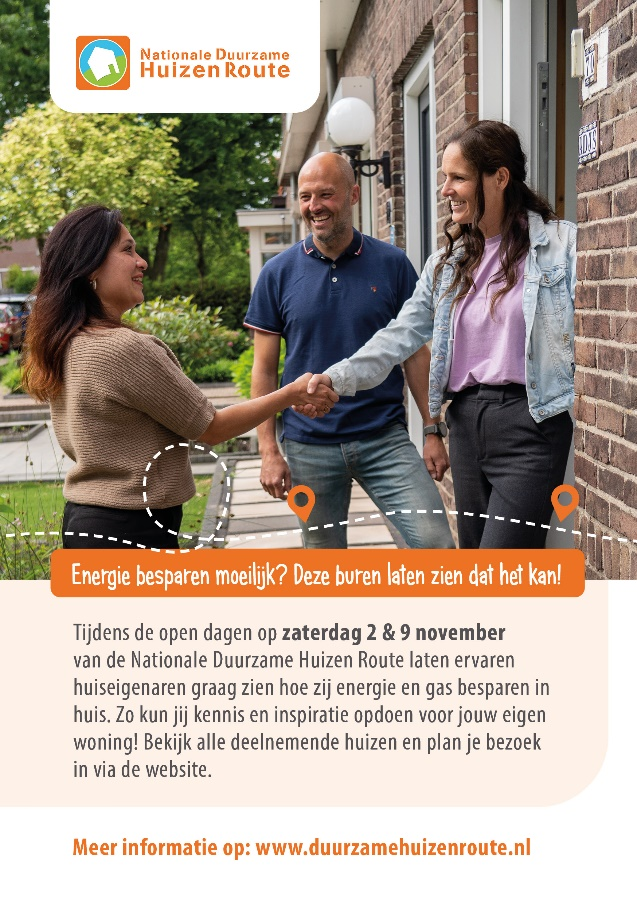 Nationale Duurzame
HuizenRoute
Energie besparen moeilijk? Deze buren laten zien dat het kan!
Tijdens de open dagen op zaterdag 2 & 9 november
van de Nationale Duurzame Huizen Route laten ervaren
huiseigenaren graag zien hoe zij energie en gas besparen in
huis. Zo kun jij kennis en inspiratie opdoen voor jouw eigen
woning! Bekijk alle deelnemende huizen en plan je bezoek
in via de website.
Meer informatie op: www.duurzamehuizenroute.nl